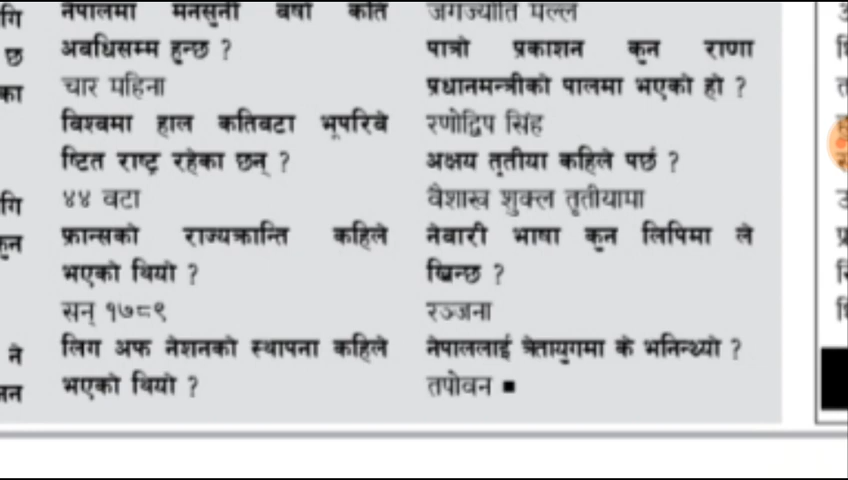 गि
छ
का
गि
कुन
ने
नेपालमा मनसुनी वर्षा कति
अवधिसम्म हुन्छ ?
चार महिना
विश्वमा हाल कतिवटा भूपरिवे
ष्टित राष्ट्र रहेका छन् ?
४४ वटा
फ्रान्सको राज्यक्रान्ति कहिले
भएको थियो ?
सन् १७८९
लिग अफ नेशनको स्थापना कहिले
भएको थियो ?
जगज्योति मल्ल
पात्रो प्रकाशन कुन राणा
प्रधानमन्त्रीको पालमा भएको हो ?
रणोद्विप सिंह
अक्षय तृतीया कहिले पर्छ ?
वैशाख शुक्ल तृतीयामा
नेवारी भाषा कुन लिपिमा ले
खिन्छ ?
रञ्जना
नेपाललाई त्रेतायुगमा के भनिन्थ्यो ?
तपोवन